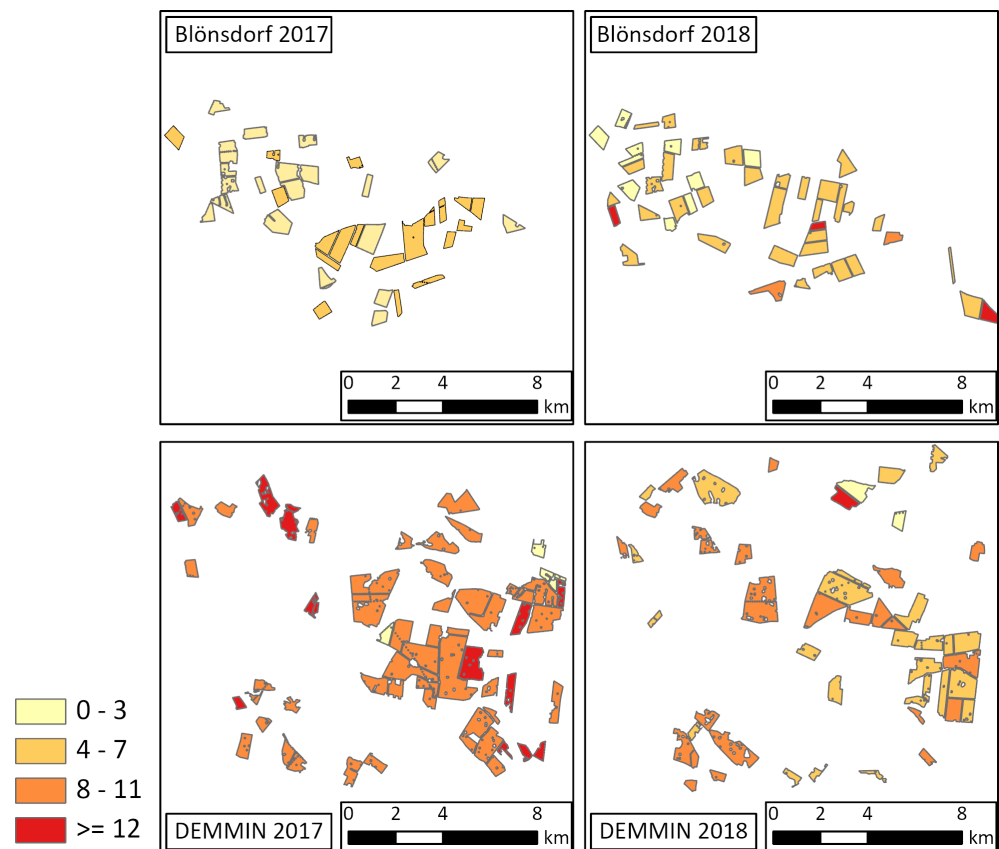 Blönsdorf 2017
Blönsdorf 2018
0 2 4 8
km
0 2 4 8
km
0 - 3
4 - 7
8 - 11
>= 12
DEMMIN 2017
0 2 4 8
km
DEMMIN 2018
0 2 4 8
km